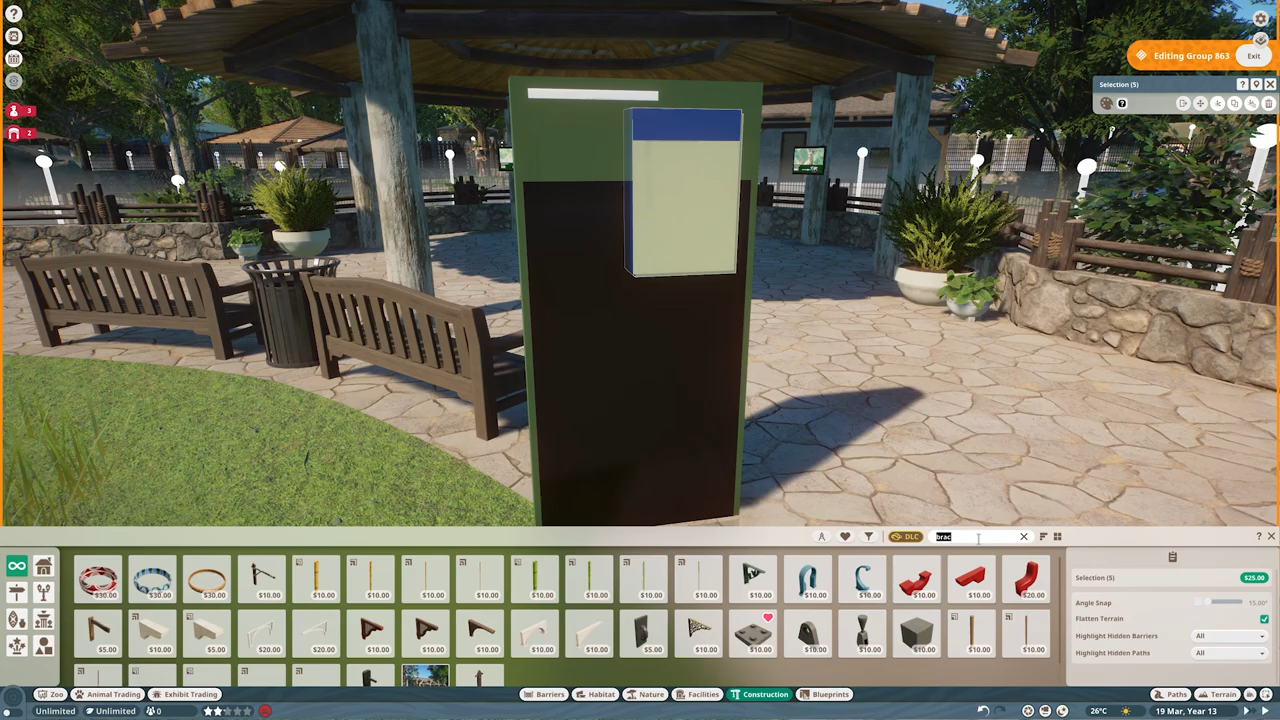 ?
Editing Group 863
Exit
Selection (5)
?
?
3
2
DLC
brac
?
$30.00
$30.00
$30.00
$10.00
$10.00
$10.00
$10.00
$10.00
$10.00
$10.00
$10.00
$10.00
$10.00
$10.00
$10.00
$10.00
$10.00
$20.00
$5.00
$10.00
$5.00
$20.00
$20.00
$10.00
$10.00
$10.00
$10.00
$10.00
$5.00
$10.00
$10.00
$10.00
$10.00
$10.00
$10.00
$10.00
Selection (5)
$25.00
Angle Snap
15.00°
Flatten Terrain
Highlight Hidden Barriers
All
Highlight Hidden Paths
All
Zoo
Animal Trading
Exhibit Trading
Barriers
Habitat
Nature
Facilities
Construction
Blueprints
Paths
Terrain
Unlimited
Unlimited
0
26°C
19 Mar, Year 13